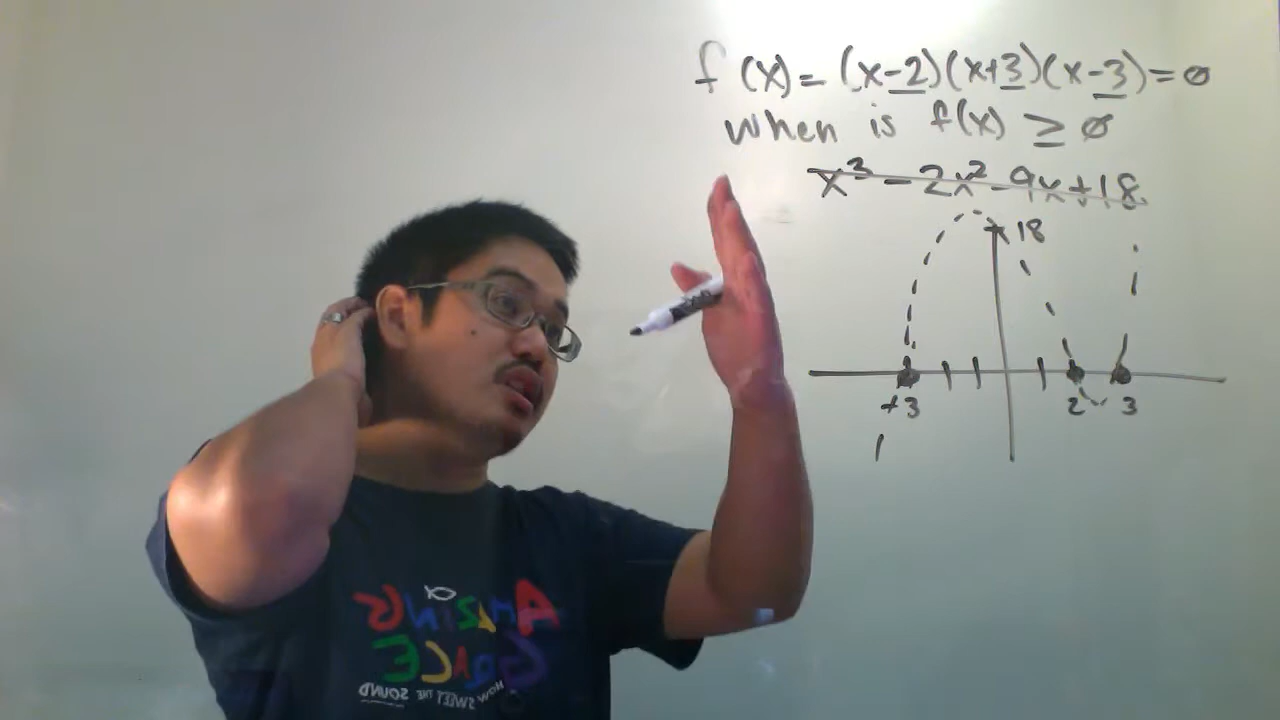 f(x) = (x-2)(x+3)(x-3) = 0
when is f(x) ≥ 0
x³ - 2x² - 9x + 18
18
+3 2 3
AMAZING
GRACE
HOW SWEET THE SOUND